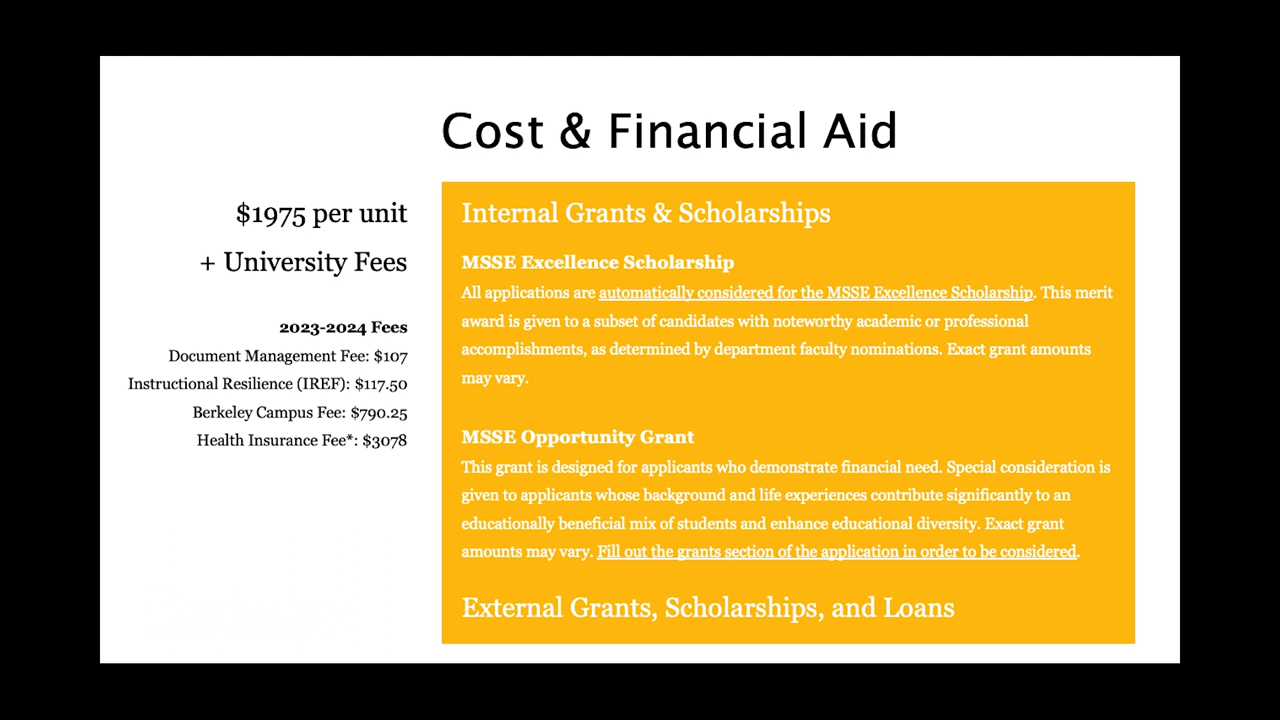 Cost & Financial Aid
$1975 per unit
+ University Fees
2023-2024 Fees
Document Management Fee: $107
Instructional Resilience (IREF): $117.50
Berkeley Campus Fee: $790.25
Health Insurance Fee*: $3078
Internal Grants & Scholarships
MSSE Excellence Scholarship
All applications are automatically considered for the MSSE Excellence Scholarship. This merit
award is given to a subset of candidates with noteworthy academic or professional
accomplishments, as determined by department faculty nominations. Exact grant amounts
may vary.
MSSE Opportunity Grant
This grant is designed for applicants who demonstrate financial need. Special consideration is
given to applicants whose background and life experiences contribute significantly to an
educationally beneficial mix of students and enhance educational diversity. Exact grant
amounts may vary. Fill out the grants section of the application in order to be considered.
External Grants, Scholarships, and Loans